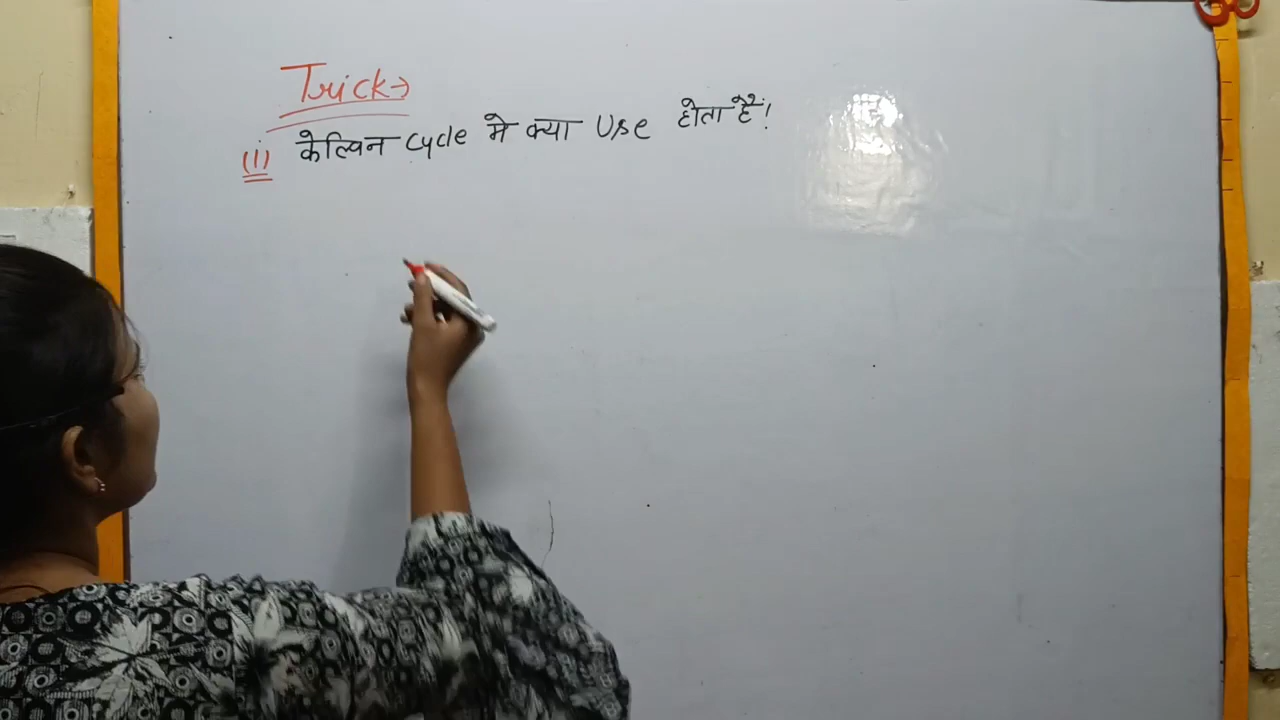 Trick →
(1) केल्विन cycle मे क्या Use होता है!